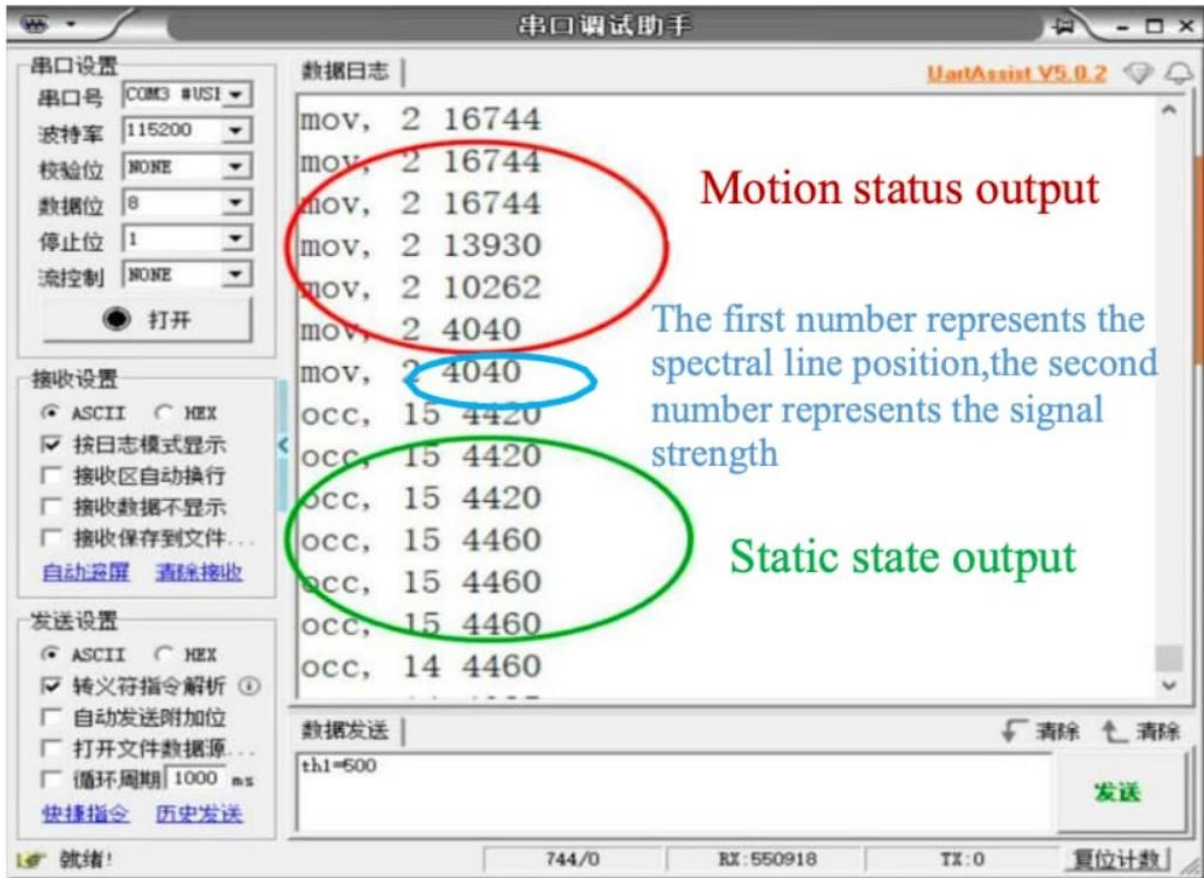 串口调试助手
串口设置
串口号 COM3 #USI
波特率 115200
校验位 NONE
数据位 8
停止位 1
流控制 NONE
打开
接收设置
ASCII HEX
按日志模式显示
接收区自动换行
接收数据不显示
接收保存到文件...
自动滚屏 清除接收
发送设置
ASCII HEX
转义符指令解析
自动发送附加位
打开文件数据源...
循环周期 1000 ms
快捷指令 历史发送
数据日志
UartAssist V5.0.2
mov, 2 16744
mov, 2 16744
mov, 2 16744
mov, 2 13930
mov, 2 10262
mov, 2 4040
mov, 2 4040
occ, 15 4420
occ, 15 4420
occ, 15 4420
occ, 15 4460
occ, 15 4460
occ, 15 4460
occ, 14 4460
Motion status output
The first number represents the
spectral line position,the second
number represents the signal
strength
Static state output
数据发送
清除 清除
th1=600
发送
就绪!
744/0
RX:550918
TX:0
复位计数